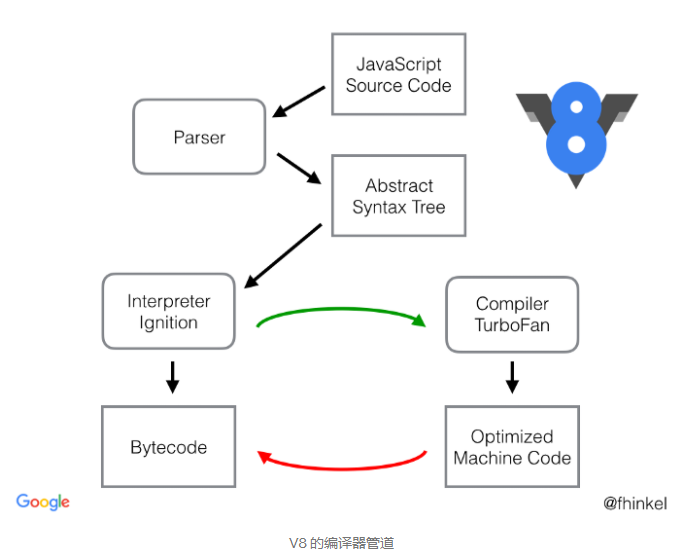 JavaScript
Source Code
Parser
Abstract
Syntax Tree
Interpreter
Ignition
Compiler
TurboFan
Bytecode
Optimized
Machine Code
Google
@fhinkel
V8 的编译器管道